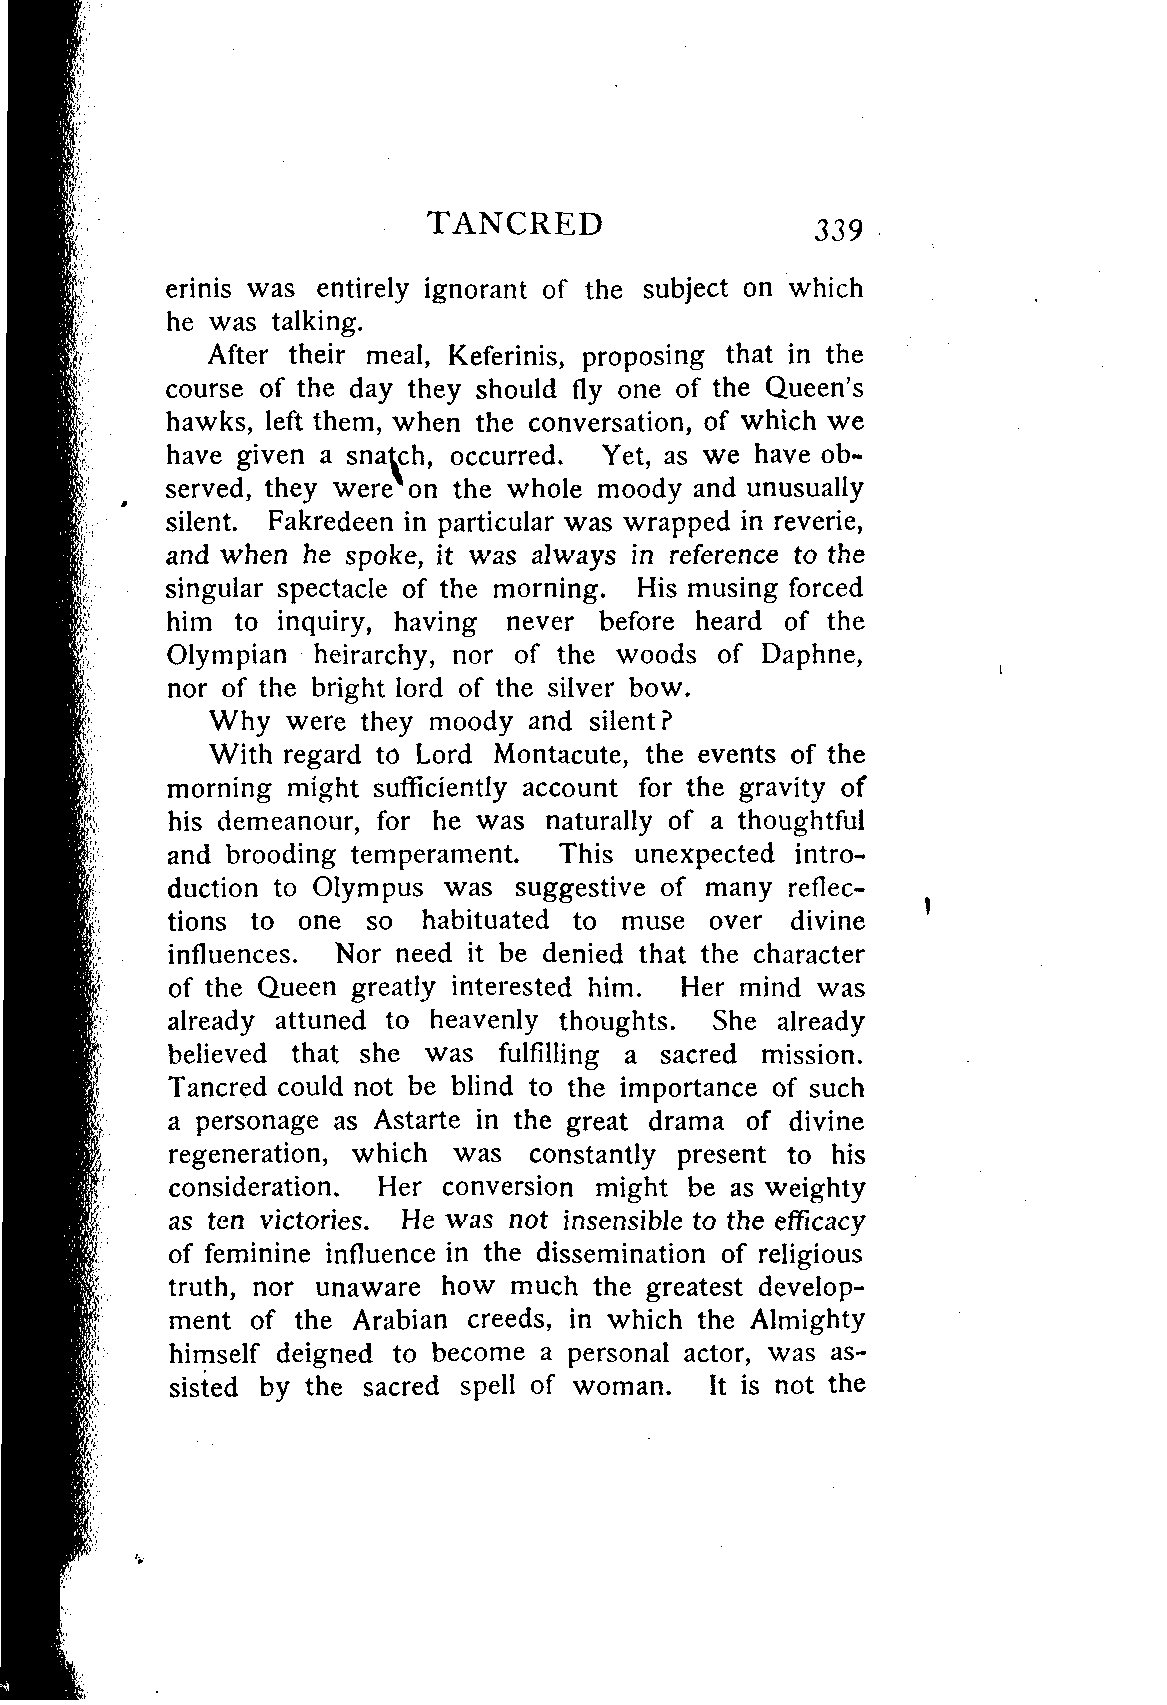 TANCRED 339
erinis was entirely ignorant of the subject on which
he was talking.
After their meal, Keferinis, proposing that in the
course of the day they should fly one of the Queen's
hawks, left them, when the conversation, of which we
have given a snatch, occurred. Yet, as we have ob-
served, they were on the whole moody and unusually
silent. Fakredeen in particular was wrapped in reverie,
and when he spoke, it was always in reference to the
singular spectacle of the morning. His musing forced
him to inquiry, having never before heard of the
Olympian heirarchy, nor of the woods of Daphne,
nor of the bright lord of the silver bow.
Why were they moody and silent?
With regard to Lord Montacute, the events of the
morning might sufficiently account for the gravity of
his demeanour, for he was naturally of a thoughtful
and brooding temperament. This unexpected intro-
duction to Olympus was suggestive of many reflec-
tions to one so habituated to muse over divine
influences. Nor need it be denied that the character
of the Queen greatly interested him. Her mind was
already attuned to heavenly thoughts. She already
believed that she was fulfilling a sacred mission.
Tancred could not be blind to the importance of such
a personage as Astarte in the great drama of divine
regeneration, which was constantly present to his
consideration. Her conversion might be as weighty
as ten victories. He was not insensible to the efficacy
of feminine influence in the dissemination of religious
truth, nor unaware how much the greatest develop-
ment of the Arabian creeds, in which the Almighty
himself deigned to become a personal actor, was as-
sisted by the sacred spell of woman. It is not the